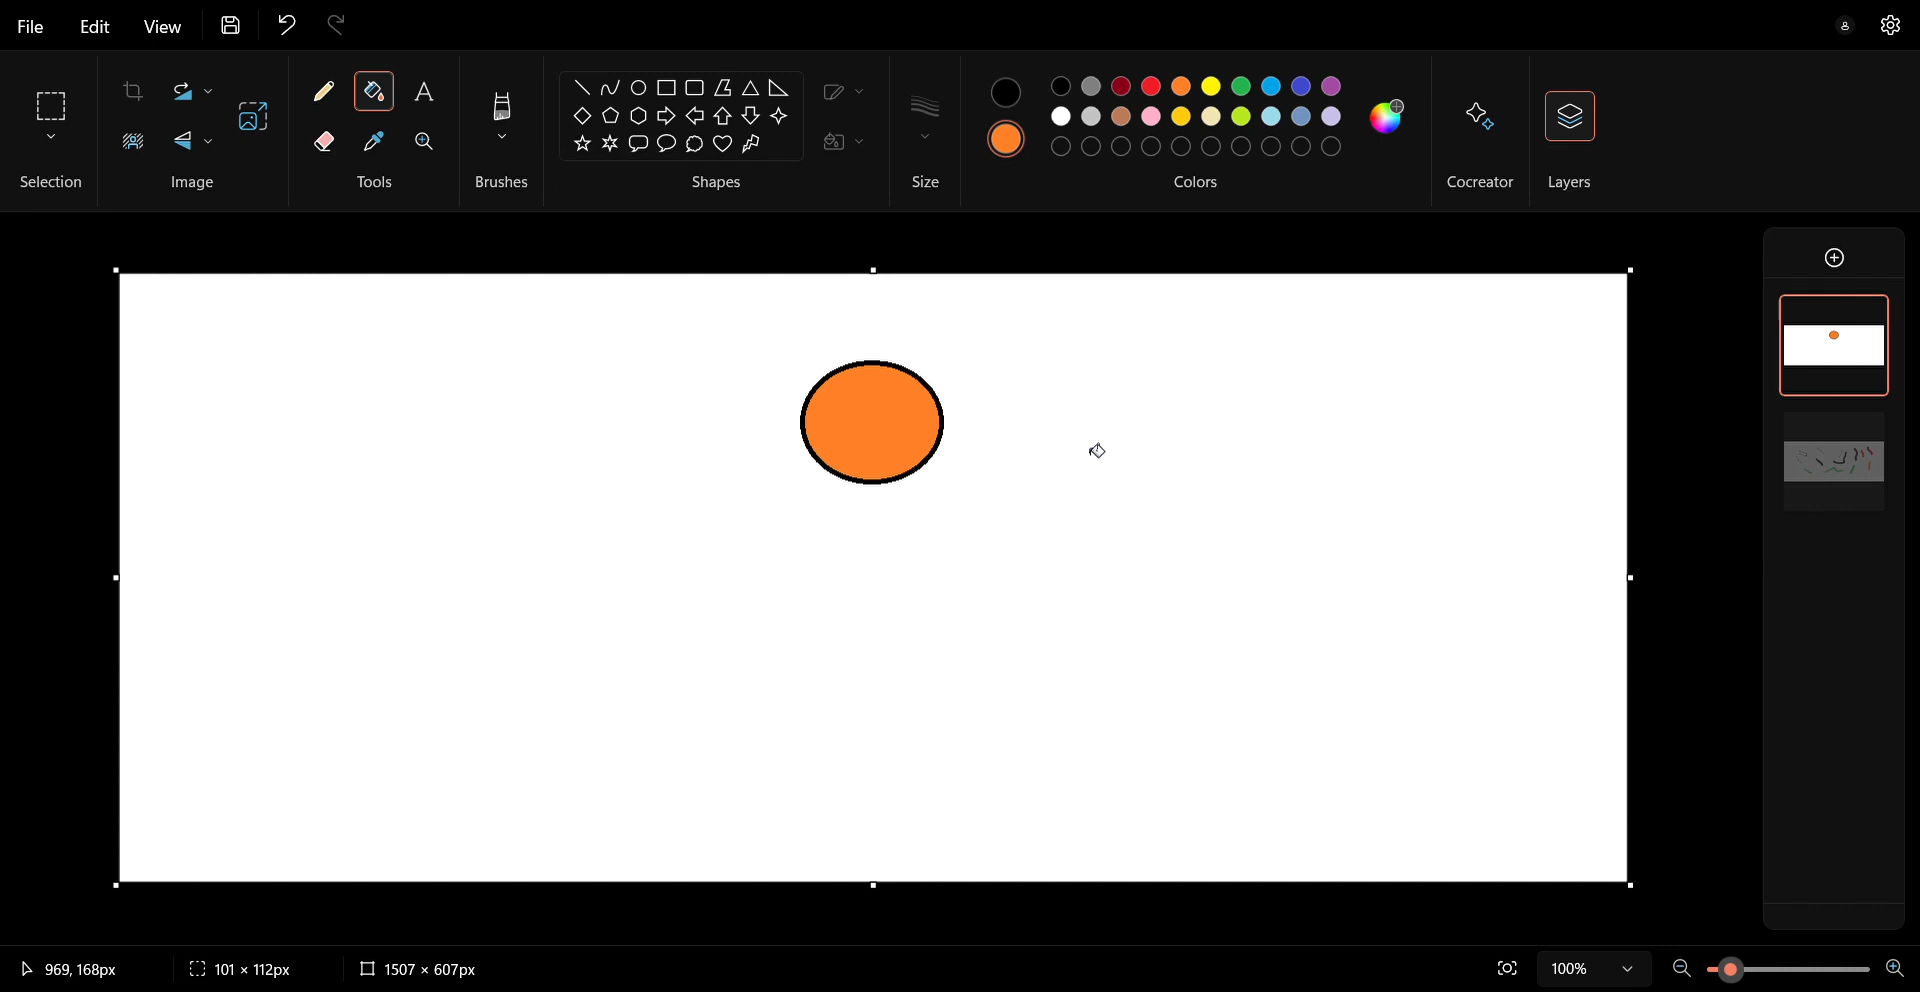 File Edit View
Selection Image Tools Brushes Shapes Size Colors Cocreator Layers
969, 168px 101 × 112px 1507 × 607px 100%